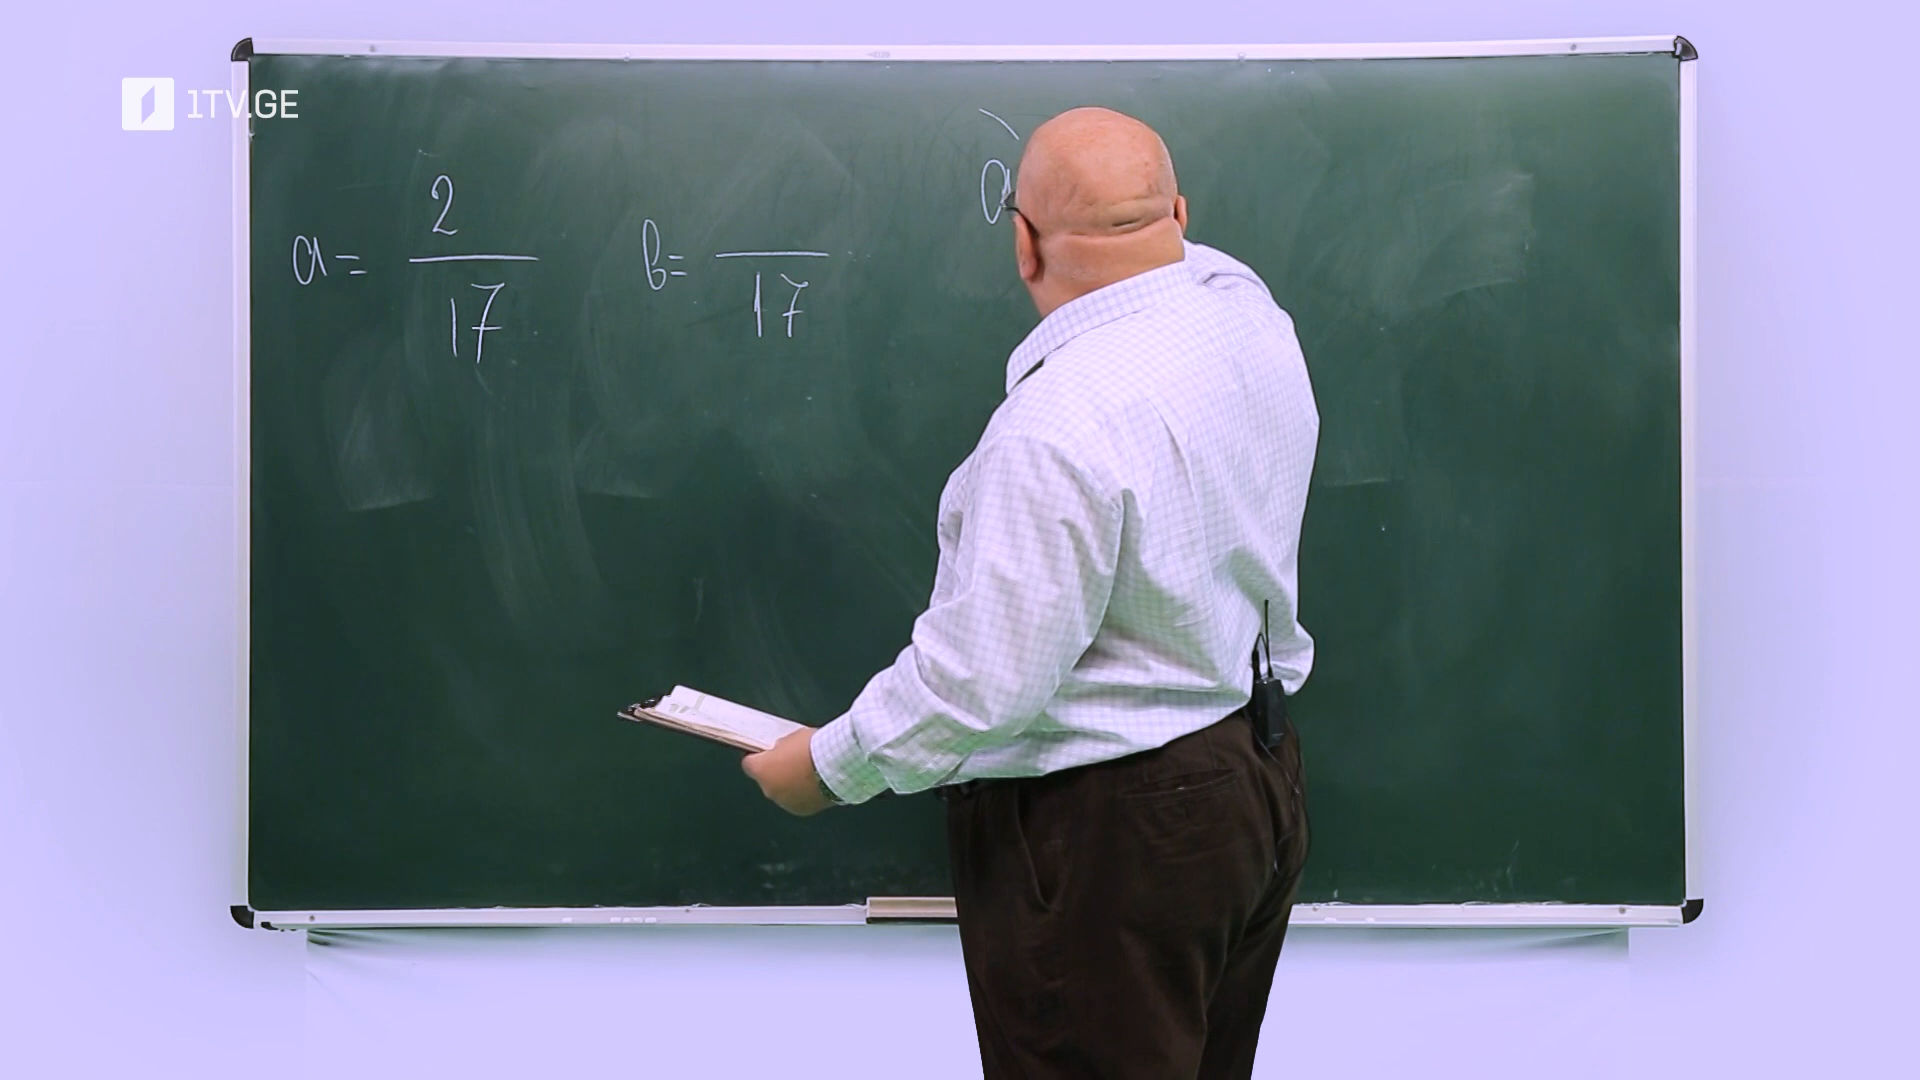 1TV.GE
a = 2/17
b = /17
a